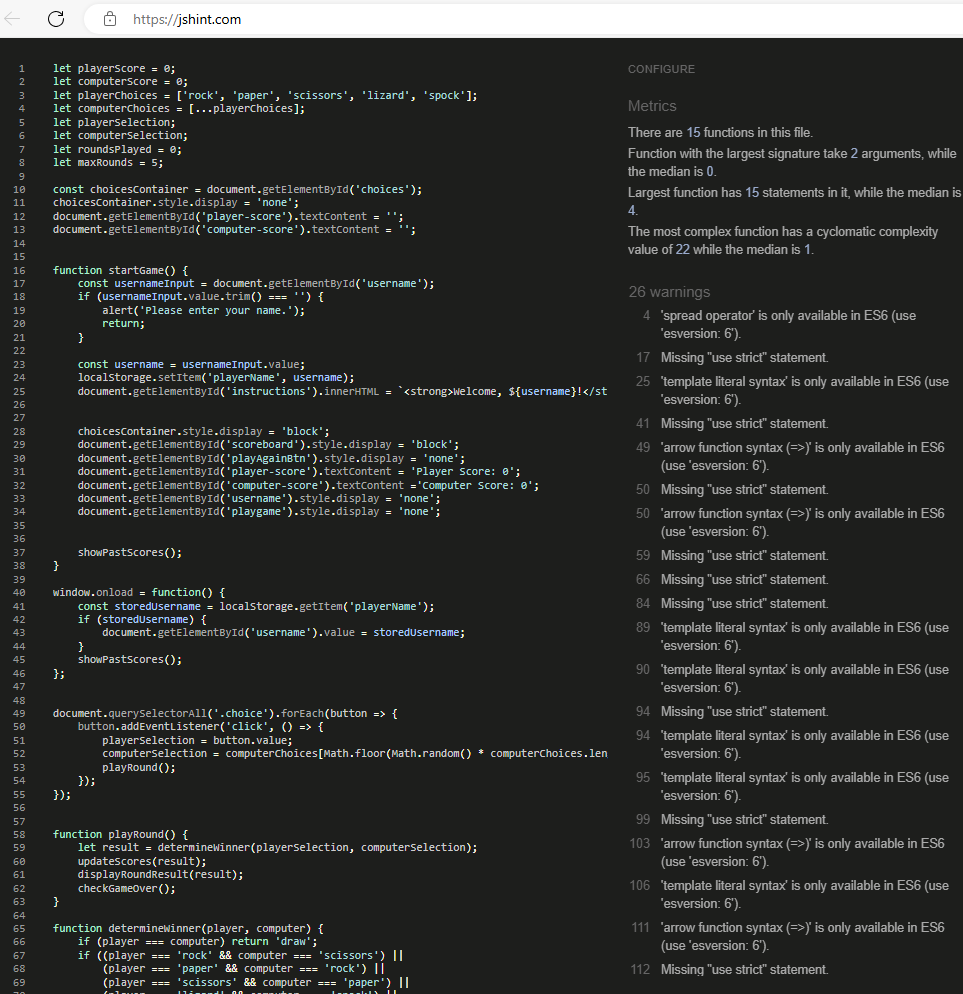 https://jshint.com
1 let playerScore = 0;
2 let computerScore = 0;
3 let playerChoices = ['rock', 'paper', 'scissors', 'lizard', 'spock'];
4 let computerChoices = [...playerChoices];
5 let playerSelection;
6 let computerSelection;
7 let roundsPlayed = 0;
8 let maxRounds = 5;
9
10 const choicesContainer = document.getElementById('choices');
11 choicesContainer.style.display = 'none';
12 document.getElementById('player-score').textContent = '';
13 document.getElementById('computer-score').textContent = '';
14
15
16 function startGame() {
17     const usernameInput = document.getElementById('username');
18     if (usernameInput.value.trim() === '') {
19         alert('Please enter your name.');
20         return;
21     }
22
23     const username = usernameInput.value;
24     localStorage.setItem('playerName', username);
25     document.getElementById('instructions').innerHTML = `<strong>Welcome, ${username}!</st
26
27
28     choicesContainer.style.display = 'block';
29     document.getElementById('scoreboard').style.display = 'block';
30     document.getElementById('playAgainBtn').style.display = 'none';
31     document.getElementById('player-score').textContent = 'Player Score: 0';
32     document.getElementById('computer-score').textContent ='Computer Score: 0';
33     document.getElementById('username').style.display = 'none';
34     document.getElementById('playgame').style.display = 'none';
35
36
37     showPastScores();
38 }
39
40 window.onload = function() {
41     const storedUsername = localStorage.getItem('playerName');
42     if (storedUsername) {
43         document.getElementById('username').value = storedUsername;
44     }
45     showPastScores();
46 };
47
48
49 document.querySelectorAll('.choice').forEach(button => {
50     button.addEventListener('click', () => {
51         playerSelection = button.value;
52         computerSelection = computerChoices[Math.floor(Math.random() * computerChoices.len
53         playRound();
54     });
55 });
56
57
58 function playRound() {
59     let result = determineWinner(playerSelection, computerSelection);
60     updateScores(result);
61     displayRoundResult(result);
62     checkGameOver();
63 }
64
65 function determineWinner(player, computer) {
66     if (player === computer) return 'draw';
67     if ((player === 'rock' && computer === 'scissors') ||
68         (player === 'paper' && computer === 'rock') ||
69         (player === 'scissors' && computer === 'paper') ||
CONFIGURE
Metrics
There are 15 functions in this file.
Function with the largest signature take 2 arguments, while
the median is 0.
Largest function has 15 statements in it, while the median is
4.
The most complex function has a cyclomatic complexity
value of 22 while the median is 1.
26 warnings
4 'spread operator' is only available in ES6 (use
'esversion: 6').
17 Missing "use strict" statement.
25 'template literal syntax' is only available in ES6 (use
'esversion: 6').
41 Missing "use strict" statement.
49 'arrow function syntax (=>)' is only available in ES6
(use 'esversion: 6').
50 Missing "use strict" statement.
50 'arrow function syntax (=>)' is only available in ES6
(use 'esversion: 6').
59 Missing "use strict" statement.
66 Missing "use strict" statement.
84 Missing "use strict" statement.
89 'template literal syntax' is only available in ES6 (use
'esversion: 6').
90 'template literal syntax' is only available in ES6 (use
'esversion: 6').
94 Missing "use strict" statement.
94 'template literal syntax' is only available in ES6 (use
'esversion: 6').
95 'template literal syntax' is only available in ES6 (use
'esversion: 6').
99 Missing "use strict" statement.
103 'arrow function syntax (=>)' is only available in ES6
(use 'esversion: 6').
106 'template literal syntax' is only available in ES6 (use
'esversion: 6').
111 'arrow function syntax (=>)' is only available in ES6
(use 'esversion: 6').
112 Missing "use strict" statement.